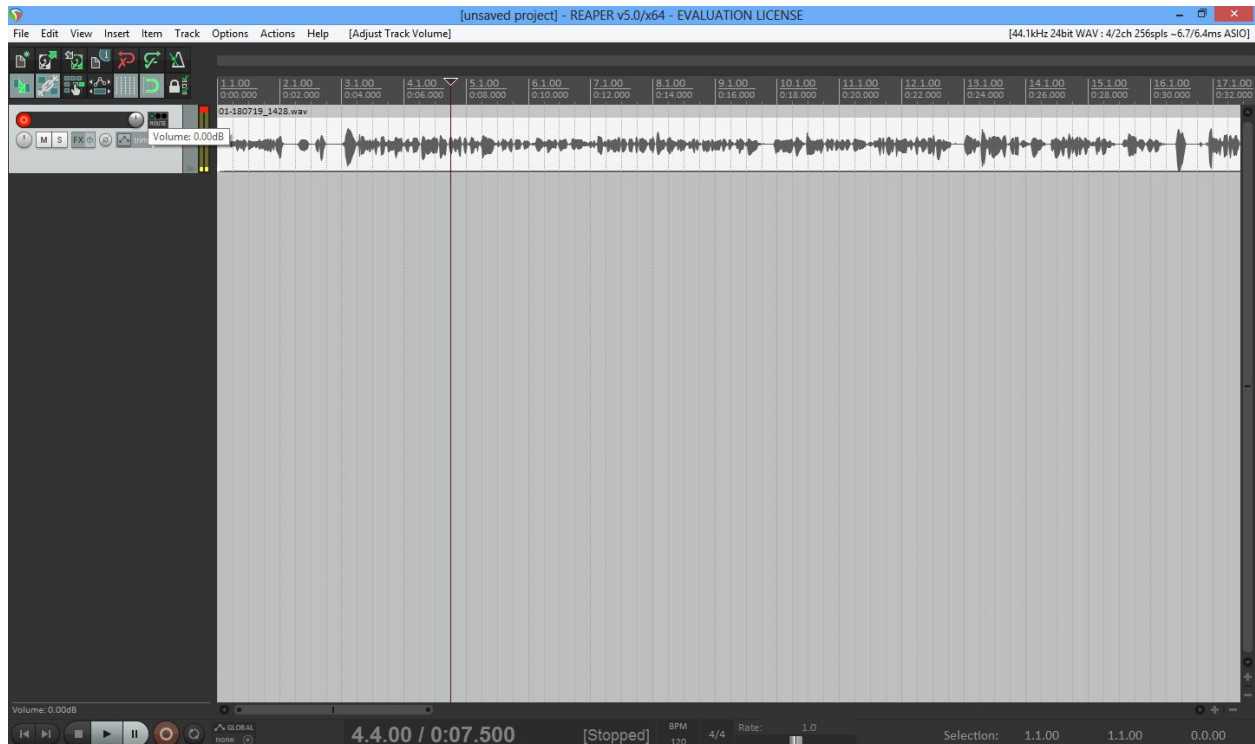 [unsaved project] - REAPER v5.0/x64 - EVALUATION LICENSE
File Edit View Insert Item Track Options Actions Help [Adjust Track Volume] [44.1kHz 24bit WAV : 4/2ch 256spls ~6.7/6.4ms ASIO]
1.1.00 2.1.00 3.1.00 4.1.00 5.1.00 6.1.00 7.1.00 8.1.00 9.1.00 10.1.00 11.1.00 12.1.00 13.1.00 14.1.00 15.1.00 16.1.00 17.1.00
0:00.000 0:02.000 0:04.000 0:06.000 0:08.000 0:10.000 0:12.000 0:14.000 0:16.000 0:18.000 0:20.000 0:22.000 0:24.000 0:26.000 0:28.000 0:30.000 0:32.000
01-180719_1428.wav
ROUTE
M S FX trim
Volume: 0.00dB
Volume: 0.00dB
GLOBAL
none
4.4.00 / 0:07.500 [Stopped]
BPM
120
4/4
Rate: 1.0
Selection: 1.1.00 1.1.00 0.0.00